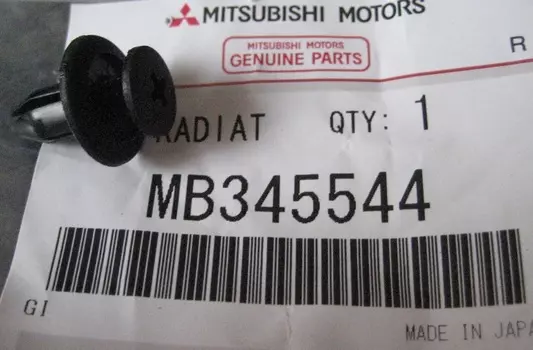 MITSUBISHI MOTORS
MITSUBISHI MOTORS
GENUINE PARTS
R
RADIAT QTY: 1
MB345544
GI
MADE IN JAPA